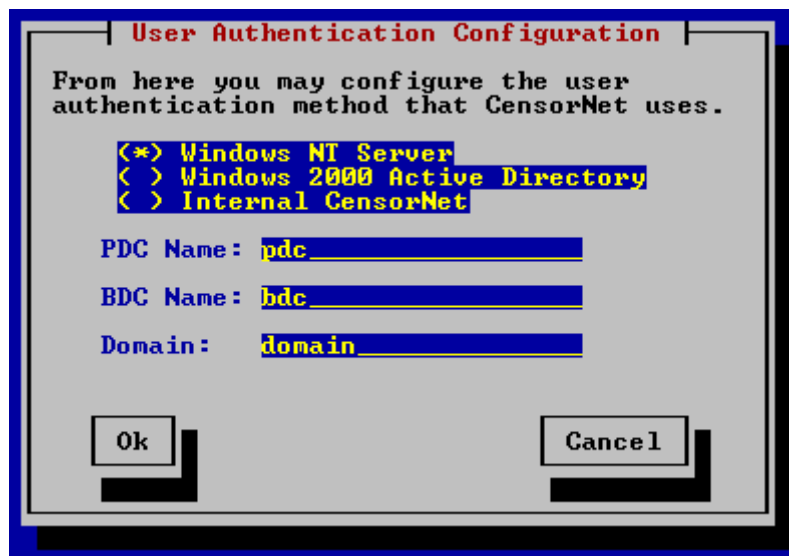 User Authentication Configuration
From here you may configure the user
authentication method that CensorNet uses.
(*) Windows NT Server
( ) Windows 2000 Active Directory
( ) Internal CensorNet
PDC Name: pdc
BDC Name: bdc
Domain: domain
Ok Cancel